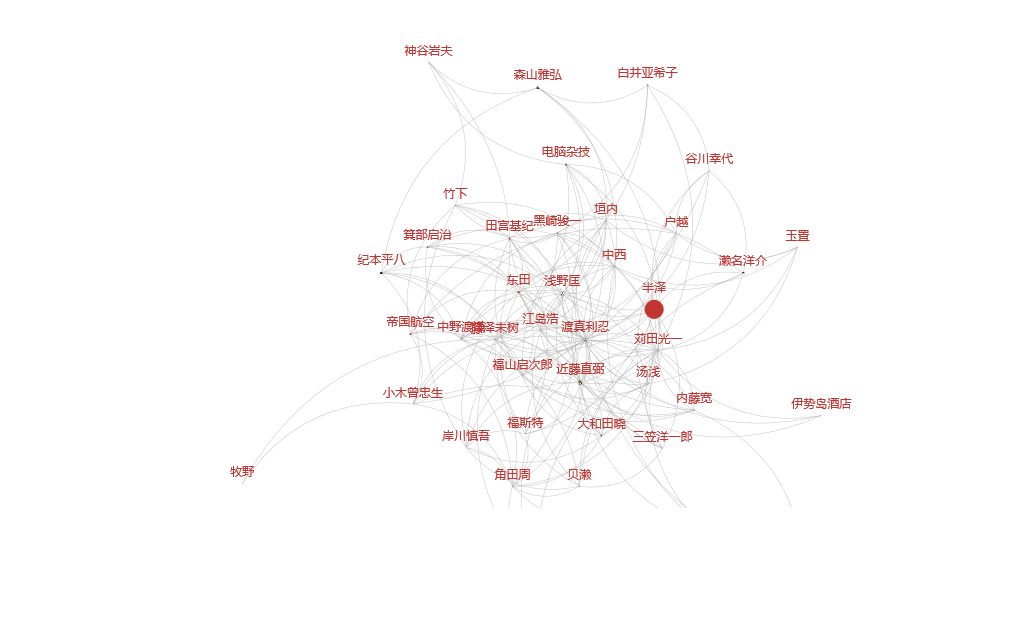 神谷岩夫
白井亚希子
森山雅弘
电脑杂技
谷川幸代
竹下
垣内
黑崎骏一
户越
田宫基纪
箕部启治
玉置
中西
纪本平八
濑名洋介
东田
浅野匡
半泽
江岛浩
帝国航空
中野渡谦
渡真利忍
苅田光一
福山启次郎
近藤直弼
汤浅
小木曾忠生
内藤宽
伊势岛酒店
福斯特
大和田晓
岸川慎吾
三笠洋一郎
牧野
角田周
贝濑